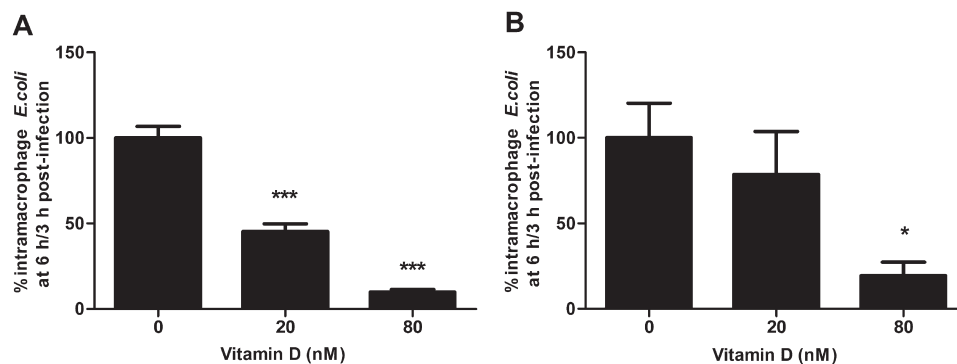 A
% intramacrophage E.coli
at 6 h/3 h post-infection
150
100
50
0
***
***
0
20
80
Vitamin D (nM)
B
% intramacrophage E.coli
at 6 h/3 h post-infection
150
100
50
0
*
0
20
80
Vitamin D (nM)